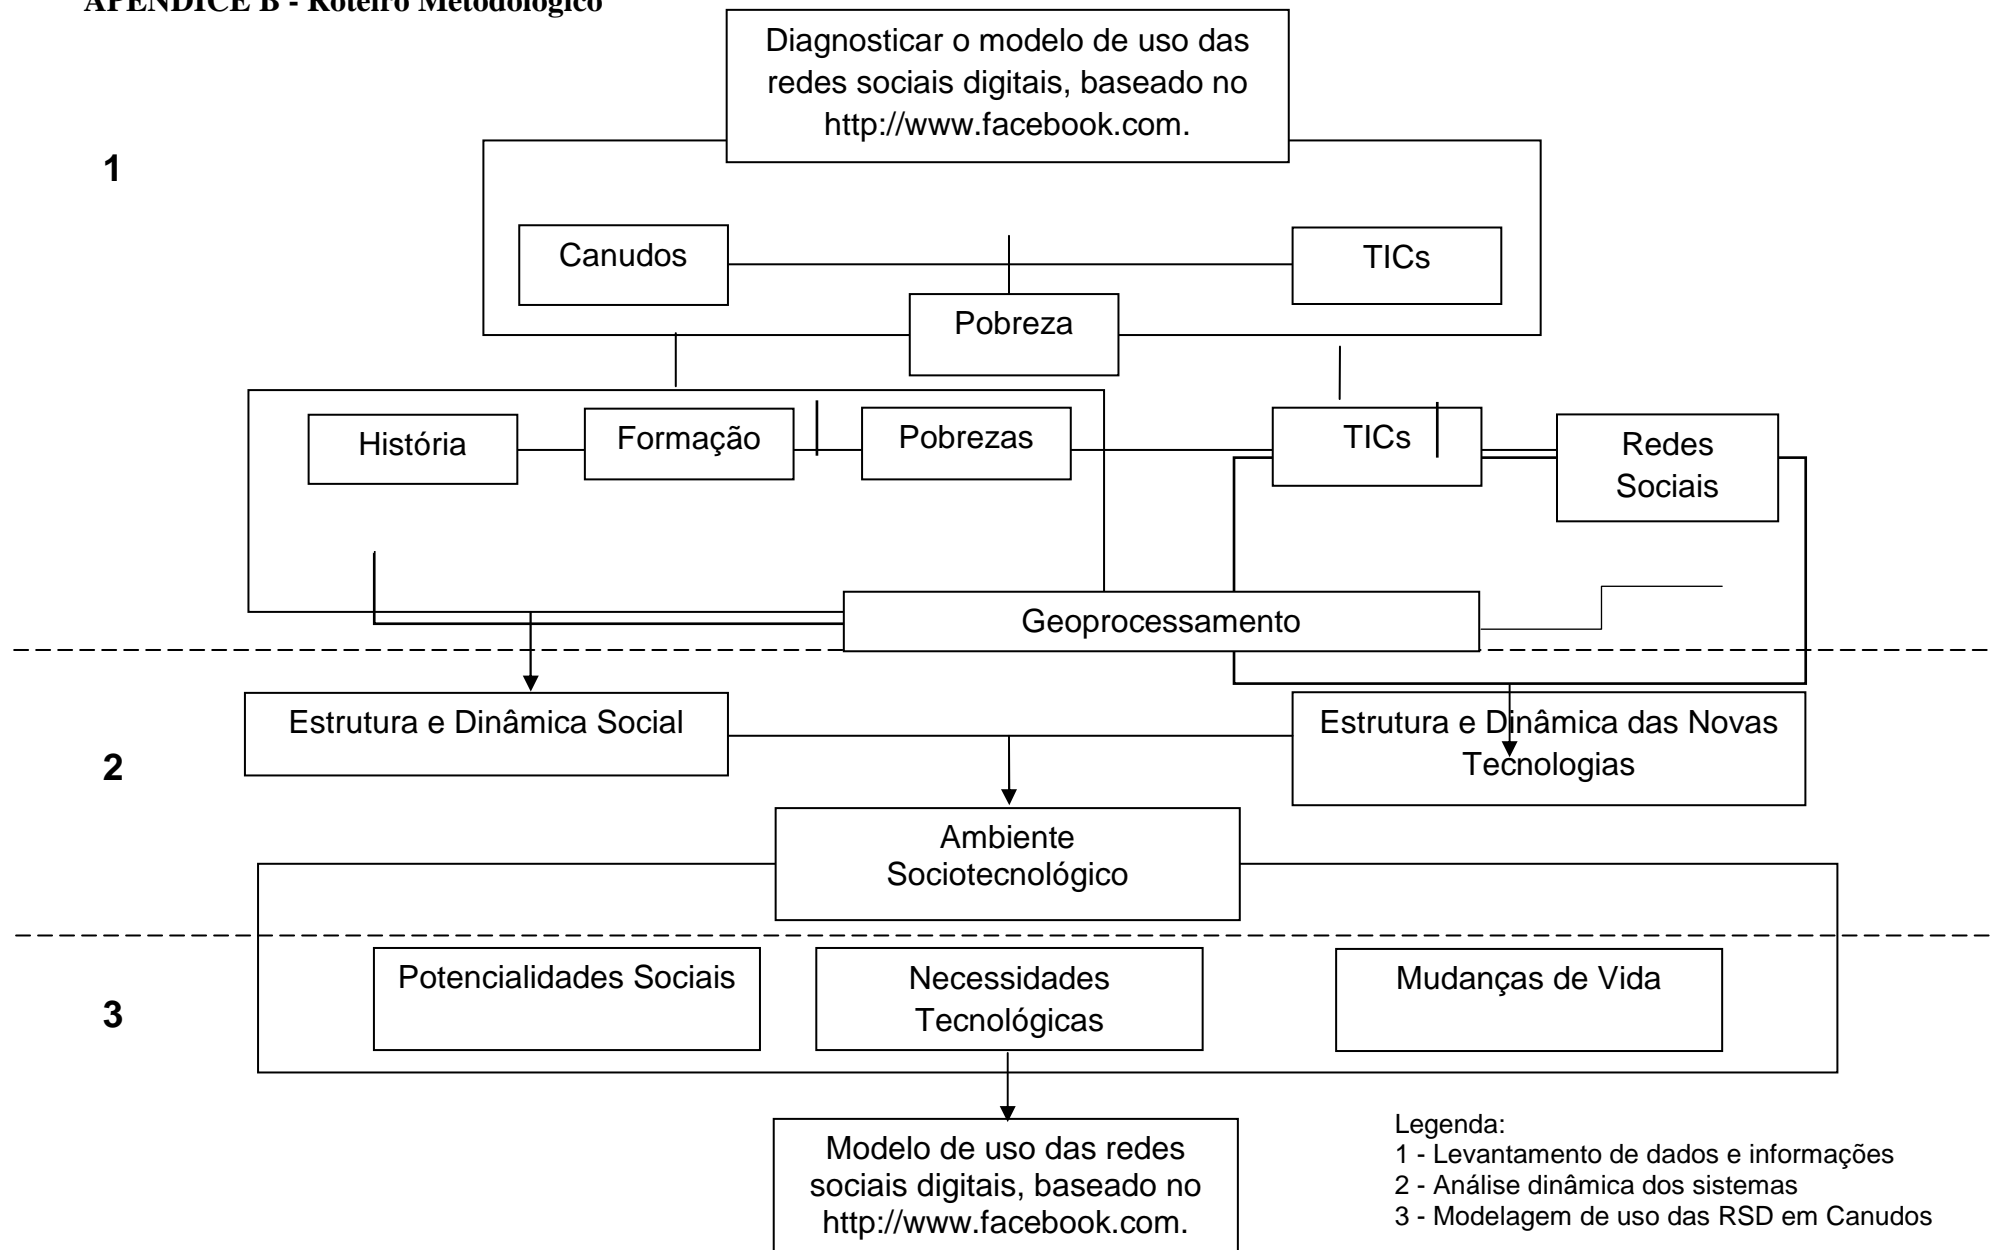 APÊNDICE B - Roteiro Metodológico
Diagnosticar o modelo de uso das
redes sociais digitais, baseado no
http://www.facebook.com.
1
Canudos
TICs
Pobreza
História
Formação
Pobrezas
TICs
Redes
Sociais
Geoprocessamento
Estrutura e Dinâmica Social
Estrutura e Dinâmica das Novas
Tecnologias
2
Ambiente
Sociotecnológico
Potencialidades Sociais
Necessidades
Tecnológicas
Mudanças de Vida
3
Modelo de uso das redes
sociais digitais, baseado no
http://www.facebook.com.
Legenda:
1 - Levantamento de dados e informações
2 - Análise dinâmica dos sistemas
3 - Modelagem de uso das RSD em Canudos